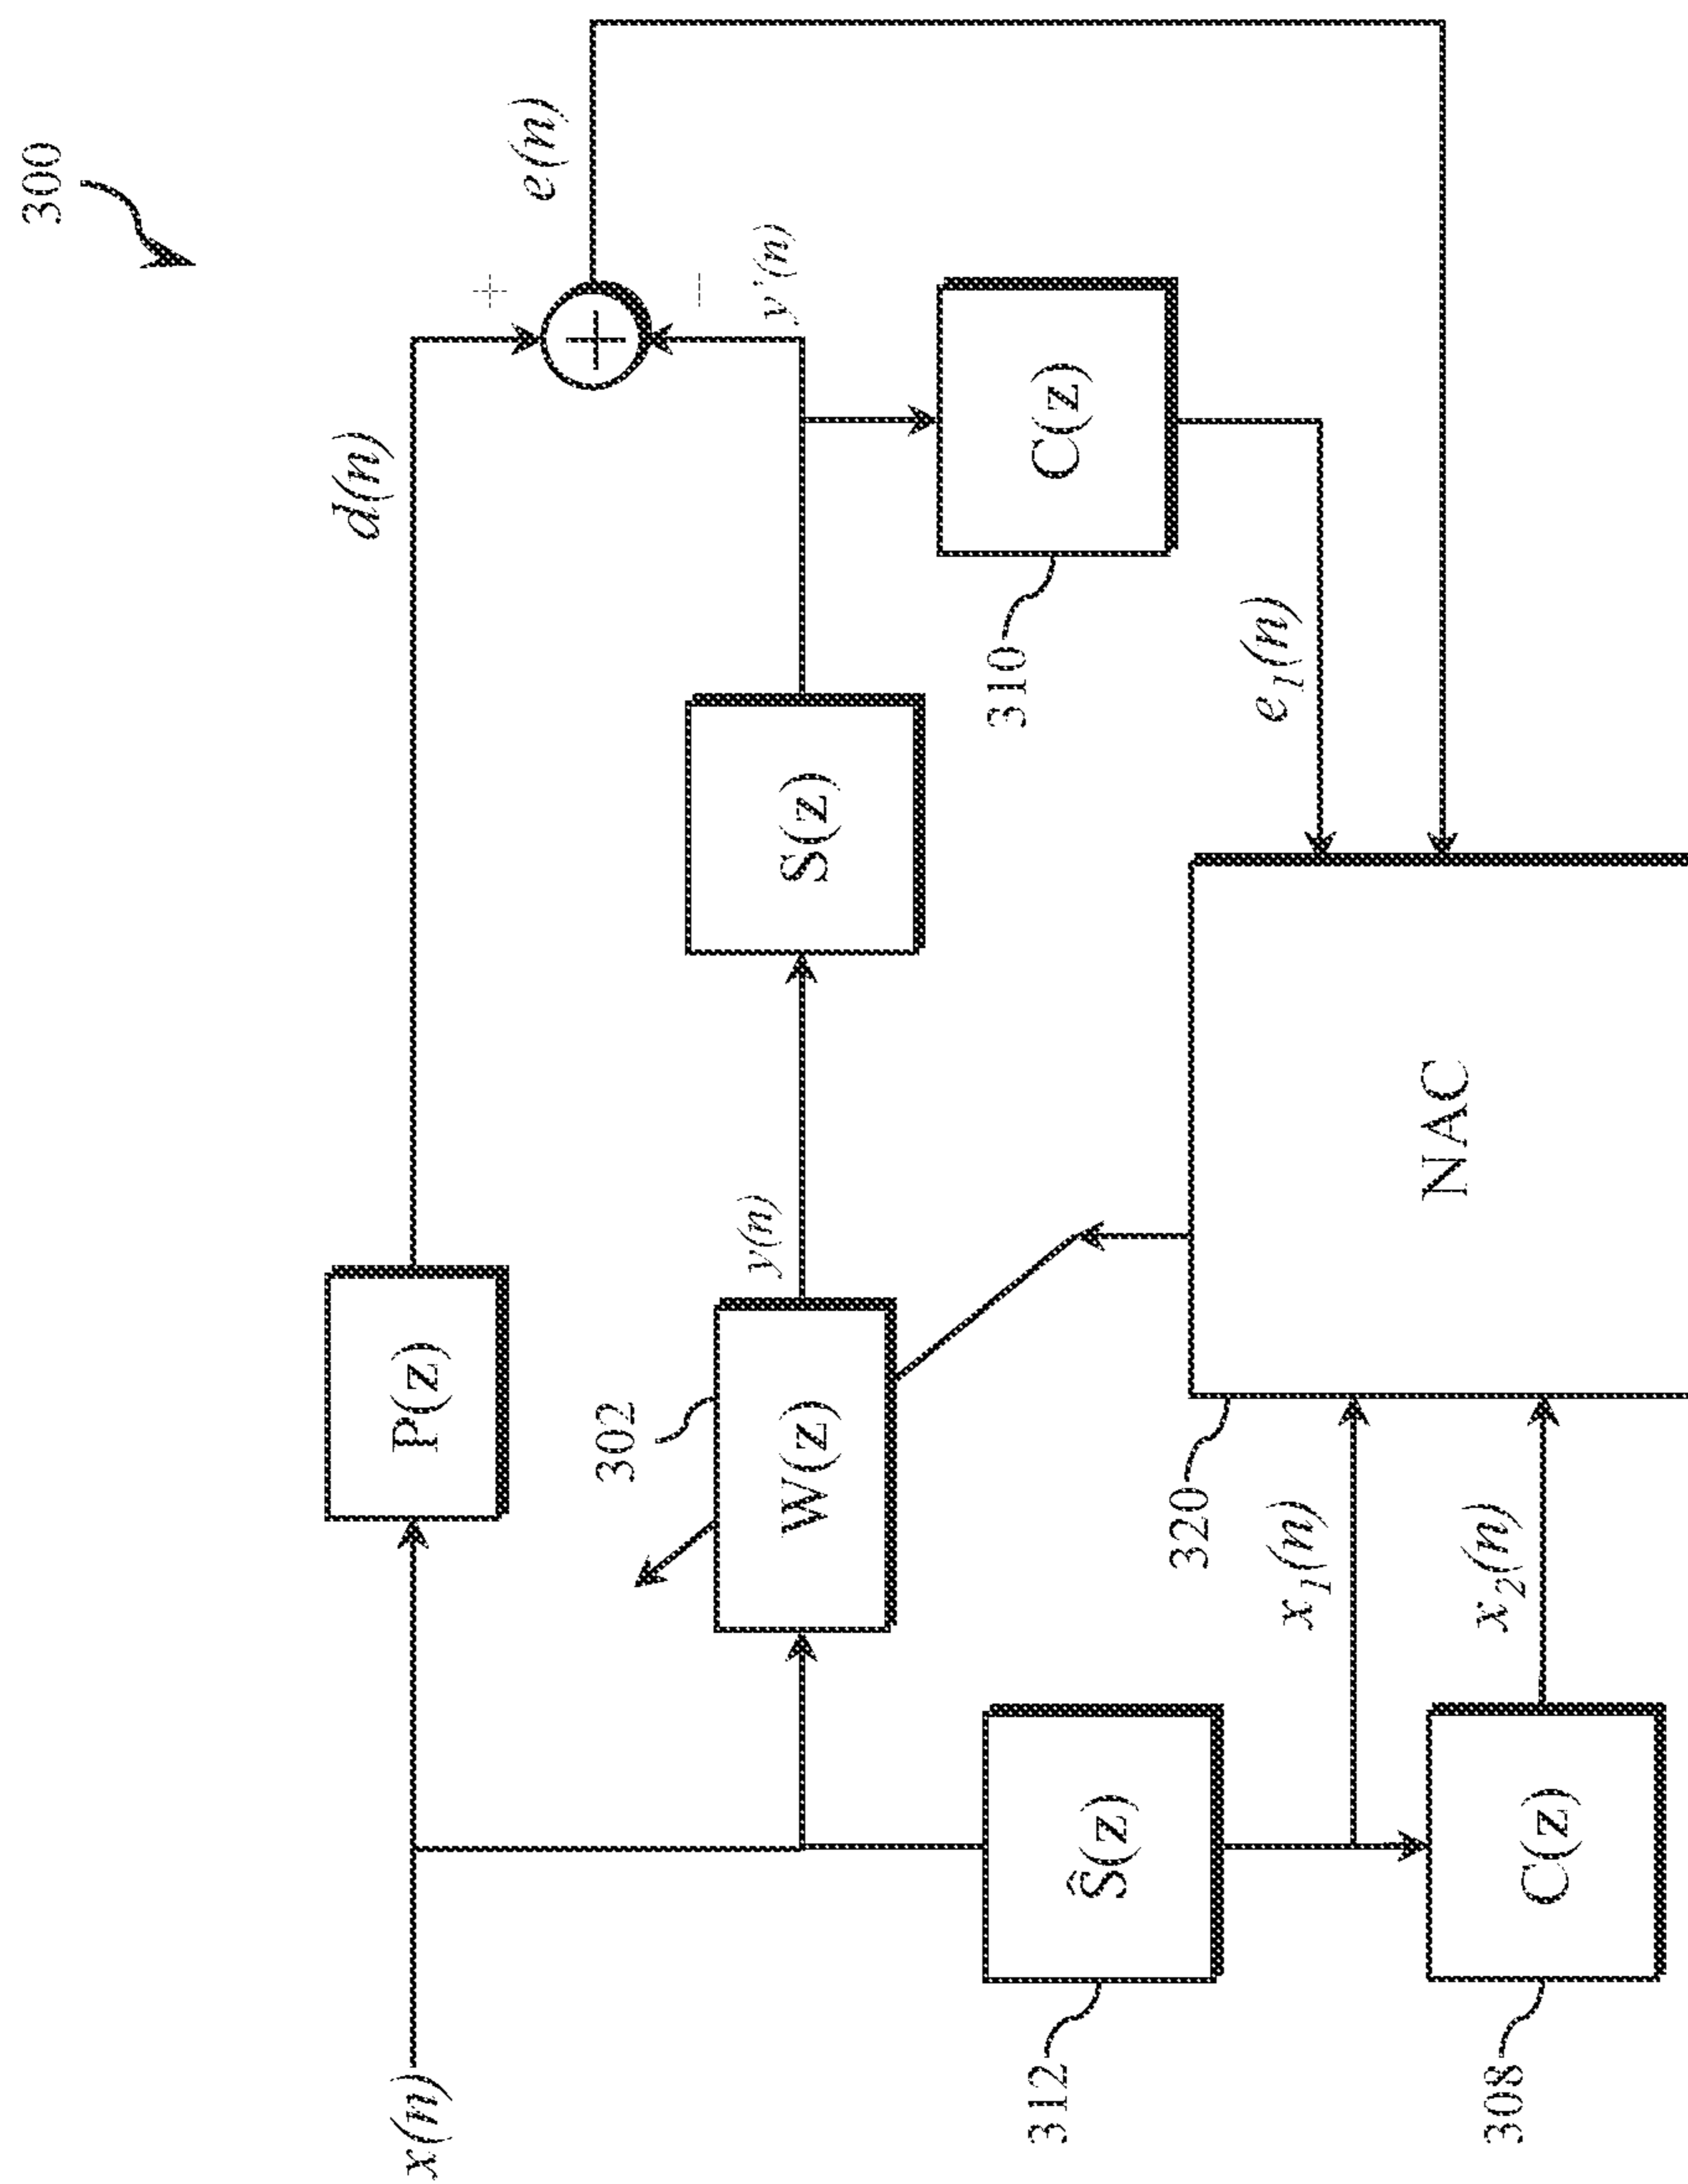 300
x(n)
P(z)
d(n)
+
e(n)
302
W(z)
y(n)
S(z)
−
y'(n)
+
310
C(z)
312
Ŝ(z)
e₁(n)
320
x₁(n)
NAC
x₂(n)
308
C(z)